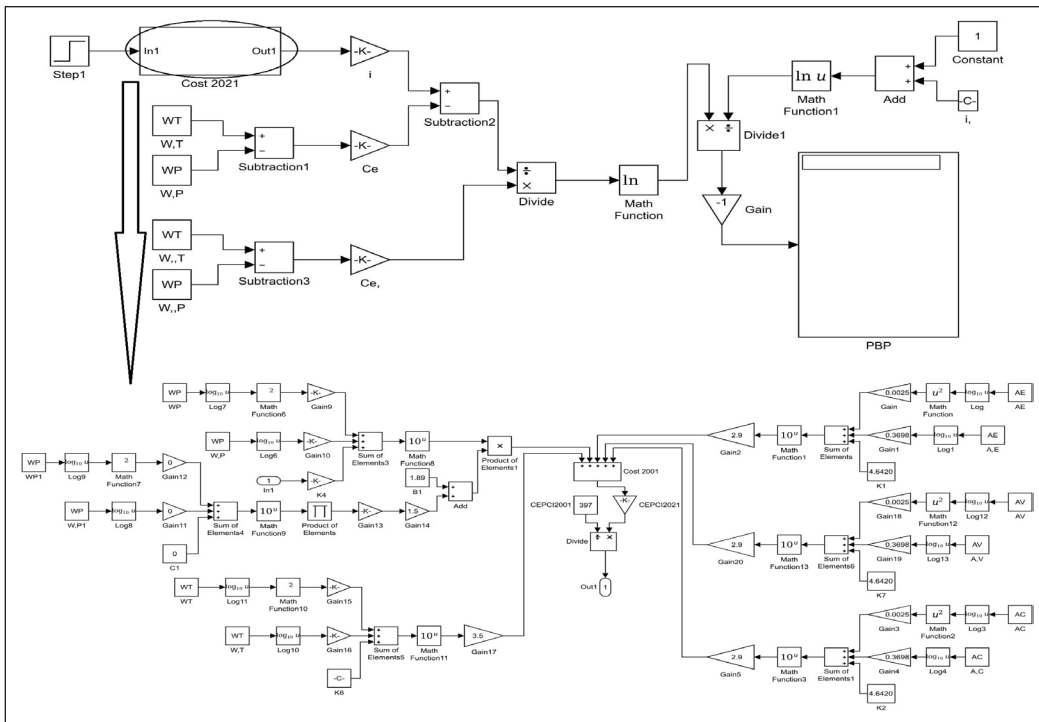 Step1
In1
Out1
Cost 2021
-K-
i
WT
W,T
WP
W,P
+
−
Subtraction1
-K-
Ce
+
−
Subtraction2
WT
W,,T
WP
W,,P
+
−
Subtraction3
-K-
Ce,
÷
×
Divide
ln
Math
Function
× ÷
Divide1
ln u
Math
Function1
+
+
Add
1
Constant
-C-
i,
-1
Gain
PBP
WP
WP
log10 u
Log7
2
Math
Function6
-K-
Gain9
WP
W,P
log10 u
Log6
-K-
Gain10
1
In1
-K-
K4
+
+
+
Sum of
Elements3
10^u
Math
Function8
×
Product of
Elements1
WP
WP1
log10 u
Log9
2
Math
Function7
0
Gain12
WP
W,P1
log10 u
Log8
0
Gain11
0
C1
+
+
+
Sum of
Elements4
10^u
Math
Function9
∏
Product of
Elements
-K-
Gain13
1.5
Gain14
1.89
B1
+
+
Add
WT
WT
log10 u
Log11
2
Math
Function10
-K-
Gain15
WT
W,T
log10 u
Log10
-K-
Gain16
-C-
K6
+
+
+
Sum of
Elements5
10^u
Math
Function11
3.5
Gain17
+ + + + +
Cost 2001
CEPCI2001
397
-K-
CEPCI2021
÷ ×
Divide
Out1
1
2.9
Gain2
10^u
Math
Function1
+
+
+
Sum of
Elements
0.0025
Gain
u^2
Math
Function
log10 u
Log
AE
AE
0.3698
Gain1
log10 u
Log1
AE
A,E
4.6420
K1
2.9
Gain20
10^u
Math
Function13
+
+
+
Sum of
Elements6
0.0025
Gain18
u^2
Math
Function12
log10 u
Log12
AV
AV
0.3698
Gain19
log10 u
Log13
AV
A,V
4.6420
K7
2.9
Gain5
10^u
Math
Function3
+
+
+
Sum of
Elements1
0.0025
Gain3
u^2
Math
Function2
log10 u
Log3
AC
AC
0.3698
Gain4
log10 u
Log4
AC
A,C
4.6420
K2